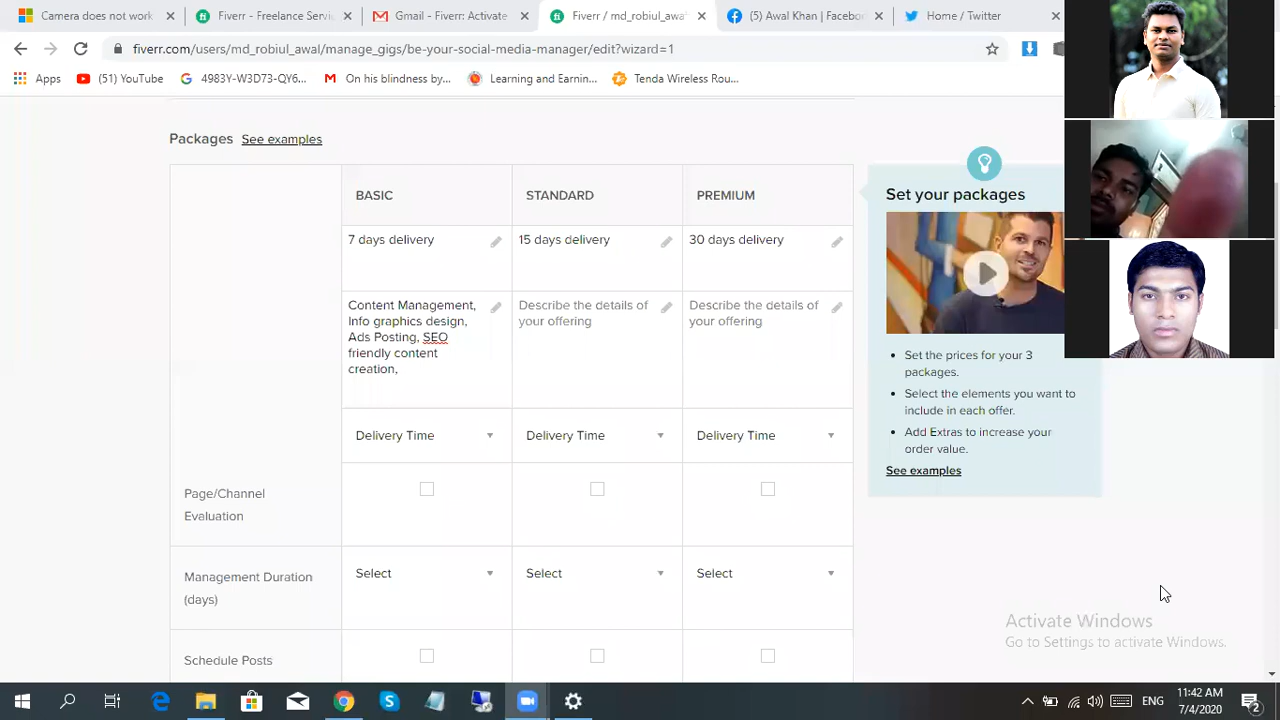 Camera does not work
Fiverr - Freelance Servic
Gmail - Fiverr Activate
Fiverr / md_robiul_awa
(5) Awal Khan | Facebo
Home / Twitter
fiverr.com/users/md_robiul_awal/manage_gigs/be-your-social-media-manager/edit?wizard=1
Apps
(51) YouTube
4983Y-W3D73-QY6...
On his blindness by...
Learning and Earnin...
Tenda Wireless Rou...
Packages See examples
BASIC STANDARD PREMIUM
7 days delivery 15 days delivery 30 days delivery
Content Management,
Info graphics design,
Ads Posting, SEO
friendly content
creation,
Describe the details of
your offering
Describe the details of
your offering
Delivery Time Delivery Time Delivery Time
Page/Channel
Evaluation
Management Duration
(days)
Select Select Select
Schedule Posts
Set your packages
Set the prices for your 3
packages.
Select the elements you want to
include in each offer.
Add Extras to increase your
order value.
See examples
Activate Windows
Go to Settings to activate Windows.
ENG
11:42 AM
7/4/2020
2